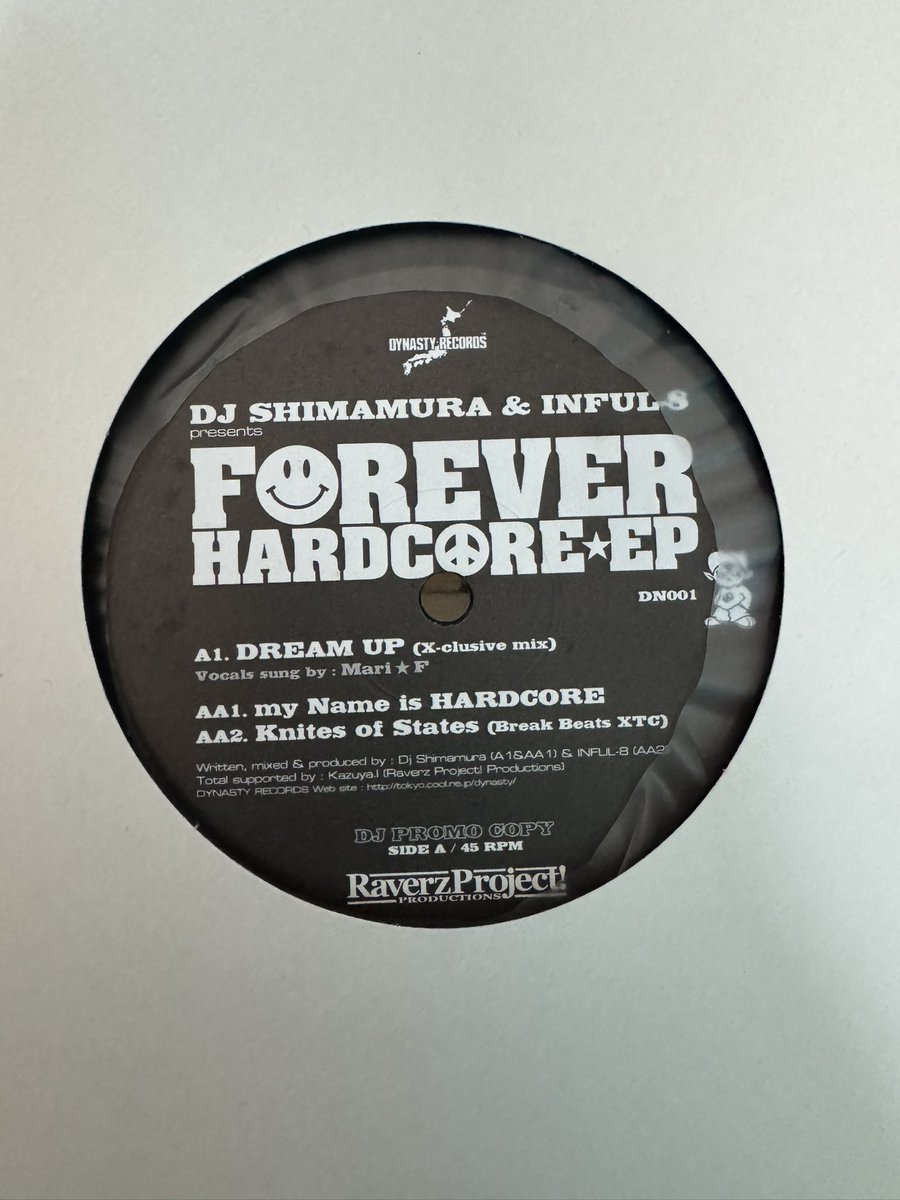 DYNASTY RECORDS
DJ SHIMAMURA & INFUL-8
presents
FOREVER
HARDCORE★EP
DN001
A1. DREAM UP (X-clusive mix)
Vocals sung by : Mari★F
AA1. my Name is HARDCORE
AA2. Knites of States (Break Beats XTC)
Written, mixed & produced by : Dj Shimamura (A1&AA1) & INFUL-8 (AA2)
Total supported by : Kazuya.I (Raverz Project! Productions)
DYNASTY RECORDS Web site : http://tokyo.cool.ne.jp/dynasty/
DJ PROMO COPY
SIDE A / 45 RPM
RaverzProject!
PRODUCTIONS